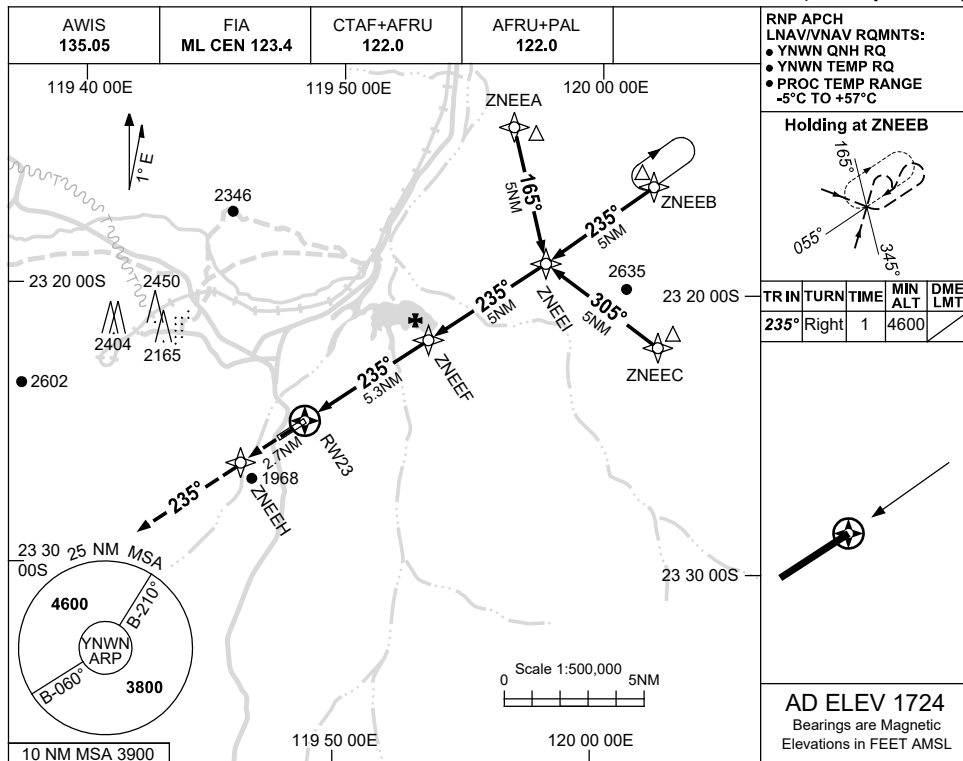 AWIS
135.05
FIA
ML CEN 123.4
CTAF+AFRU
122.0
AFRU+PAL
122.0
RNP APCH
LNAV/VNAV RQMNTS:
● YNWN QNH RQ
● YNWN TEMP RQ
● PROC TEMP RANGE
-5°C TO +57°C
119 40 00E
119 50 00E
120 00 00E
ZNEEA
1° E
165°
5NM
ZNEEB
235°
5NM
2346
23 20 00S
2450
2404
2165
2602
ZNEEI
2635
23 20 00S
305°
5NM
235°
5NM
ZNEEC
ZNEEF
235°
5.3NM
RW23
2.7NM
1968
ZNEEH
235°
Holding at ZNEEB
165°
055°
345°
TR IN TURN TIME MIN ALT DME LMT
235° Right 1 4600
23 30 00S
25 NM MSA
4600
B-210°
YNWN
ARP
B-060°
3800
10 NM MSA 3900
23 30 00S
Scale 1:500,000
0 5NM
119 50 00E
120 00 00E
AD ELEV 1724
Bearings are Magnetic
Elevations in FEET AMSL